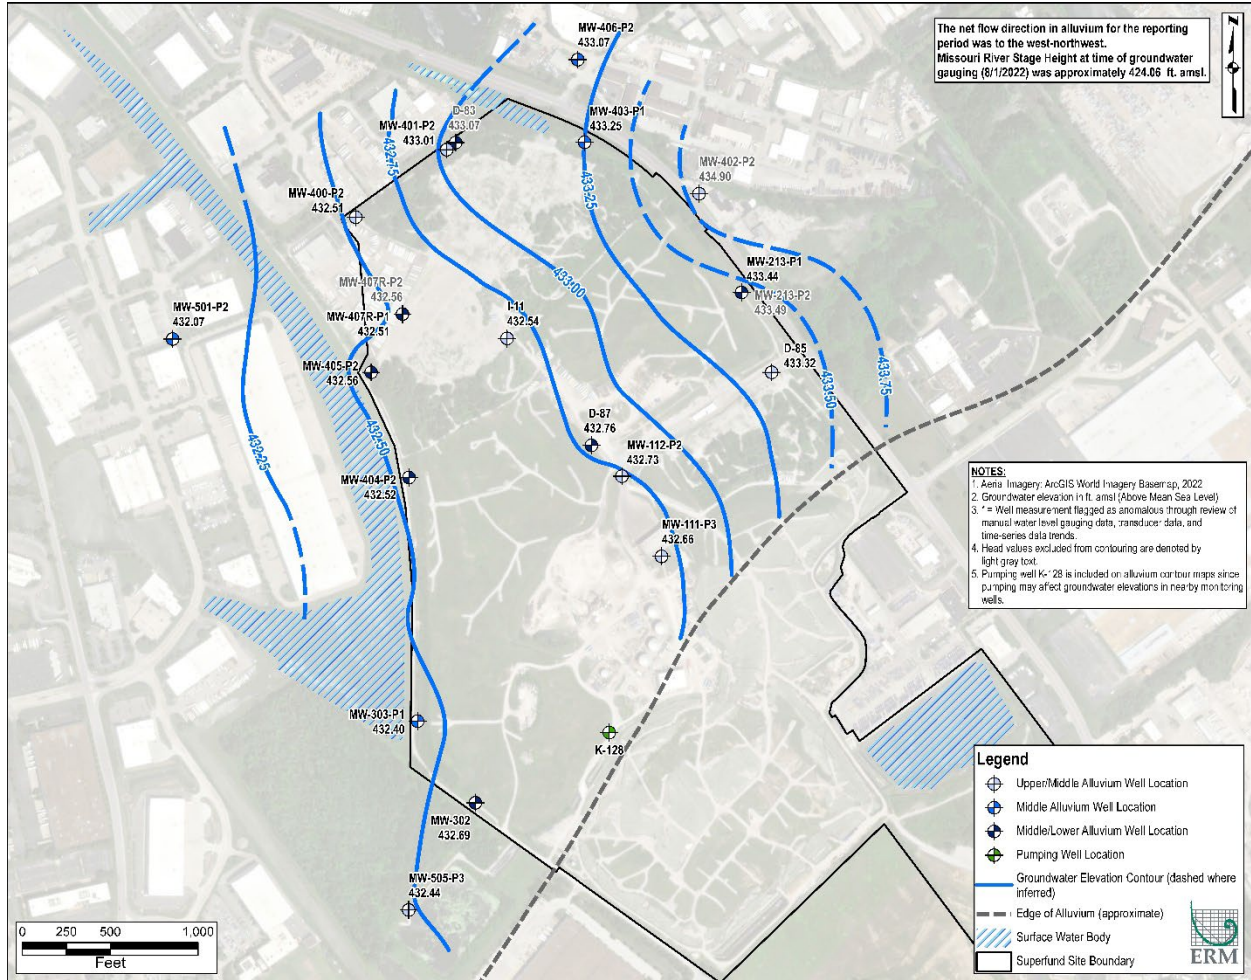 The net flow direction in alluvium for the reporting
period was to the west-northwest.
Missouri River Stage Height at time of groundwater
gauging (8/1/2022) was approximately 424.06 ft. amsl.
N
MW-406-P2
433.07
D-83
433.07
MW-401-P2
433.01
MW-403-P1
433.25
432.75
MW-402-P2
434.90
433.25
MW-400-P2
432.51
MW-213-P1
433.44
MW-213-P2
433.49
433.00
MW-407R-P2
432.56
MW-407R-P1
432.51
I-11
432.54
MW-501-P2
432.07
D-85
433.32
433.50
433.75
MW-405-P2
432.56
D-87
432.76
MW-112-P2
432.73
432.25
432.50
MW-404-P2
432.52
MW-111-P3
432.66
NOTES:
1. Aerial Imagery: ArcGIS World Imagery Basemap, 2022
2. Groundwater elevation in ft. amsl (Above Mean Sea Level)
3. * = Well measurement flagged as anomalous through review of
manual water level gauging data, transducer data, and
time-series data trends.
4. Head values excluded from contouring are denoted by
light gray text.
5. Pumping well K-128 is included on alluvium contour maps since
pumping may affect groundwater elevations in nearby monitoring
wells.
MW-303-P1
432.40
K-128
MW-302
432.69
MW-505-P3
432.44
Legend
Upper/Middle Alluvium Well Location
Middle Alluvium Well Location
Middle/Lower Alluvium Well Location
Pumping Well Location
Groundwater Elevation Contour (dashed where
inferred)
Edge of Alluvium (approximate)
Surface Water Body
Superfund Site Boundary
ERM
0 250 500 1,000
Feet